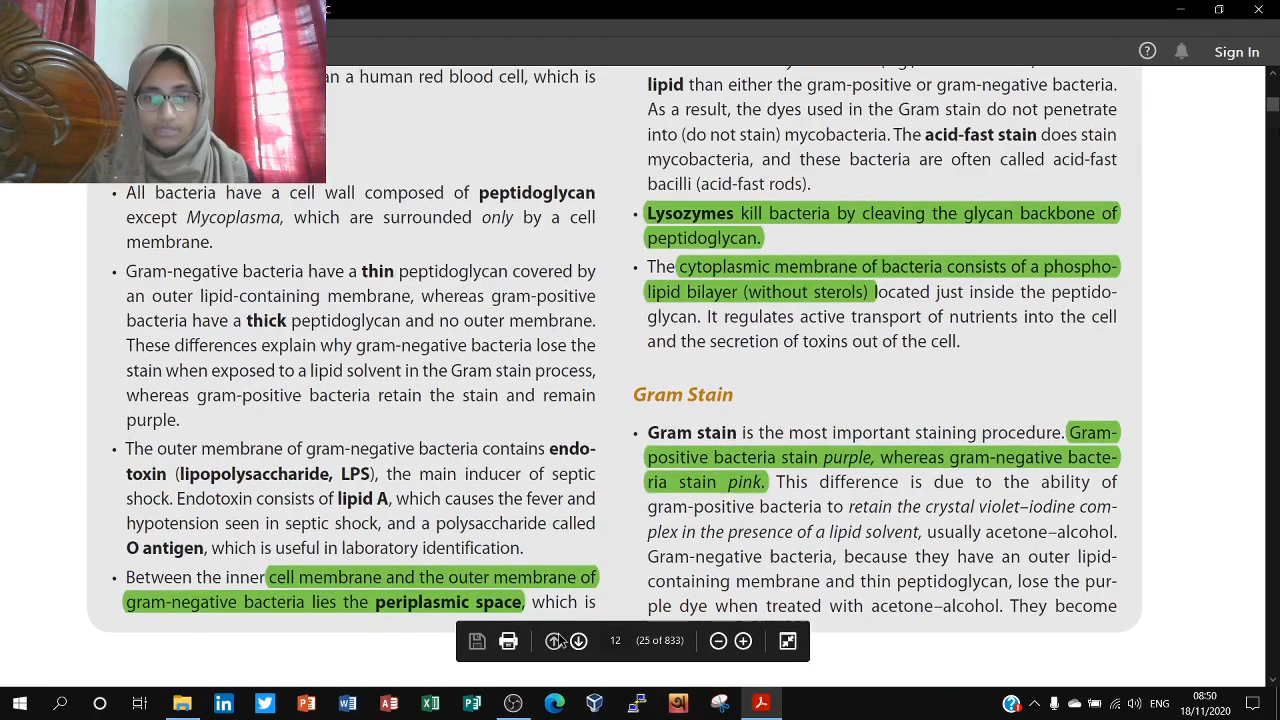 C
Sign In
an a human red blood cell, which is
All bacteria have a cell wall composed of peptidoglycan
except Mycoplasma, which are surrounded only by a cell
membrane.
Gram-negative bacteria have a thin peptidoglycan covered by
an outer lipid-containing membrane, whereas gram-positive
bacteria have a thick peptidoglycan and no outer membrane.
These differences explain why gram-negative bacteria lose the
stain when exposed to a lipid solvent in the Gram stain process,
whereas gram-positive bacteria retain the stain and remain
purple.
The outer membrane of gram-negative bacteria contains endo-
toxin (lipopolysaccharide, LPS), the main inducer of septic
shock. Endotoxin consists of lipid A, which causes the fever and
hypotension seen in septic shock, and a polysaccharide called
O antigen, which is useful in laboratory identification.
Between the inner cell membrane and the outer membrane of
gram-negative bacteria lies the periplasmic space, which is
lipid than either the gram-positive or gram-negative bacteria.
As a result, the dyes used in the Gram stain do not penetrate
into (do not stain) mycobacteria. The acid-fast stain does stain
mycobacteria, and these bacteria are often called acid-fast
bacilli (acid-fast rods).
Lysozymes kill bacteria by cleaving the glycan backbone of
peptidoglycan.
The cytoplasmic membrane of bacteria consists of a phospho-
lipid bilayer (without sterols) located just inside the peptido-
glycan. It regulates active transport of nutrients into the cell
and the secretion of toxins out of the cell.
Gram Stain
Gram stain is the most important staining procedure. Gram-
positive bacteria stain purple, whereas gram-negative bacte-
ria stain pink. This difference is due to the ability of
gram-positive bacteria to retain the crystal violet–iodine com-
plex in the presence of a lipid solvent, usually acetone–alcohol.
Gram-negative bacteria, because they have an outer lipid-
containing membrane and thin peptidoglycan, lose the pur-
ple dye when treated with acetone–alcohol. They become
12 (25 of 833)
ENG
08:50
18/11/2020